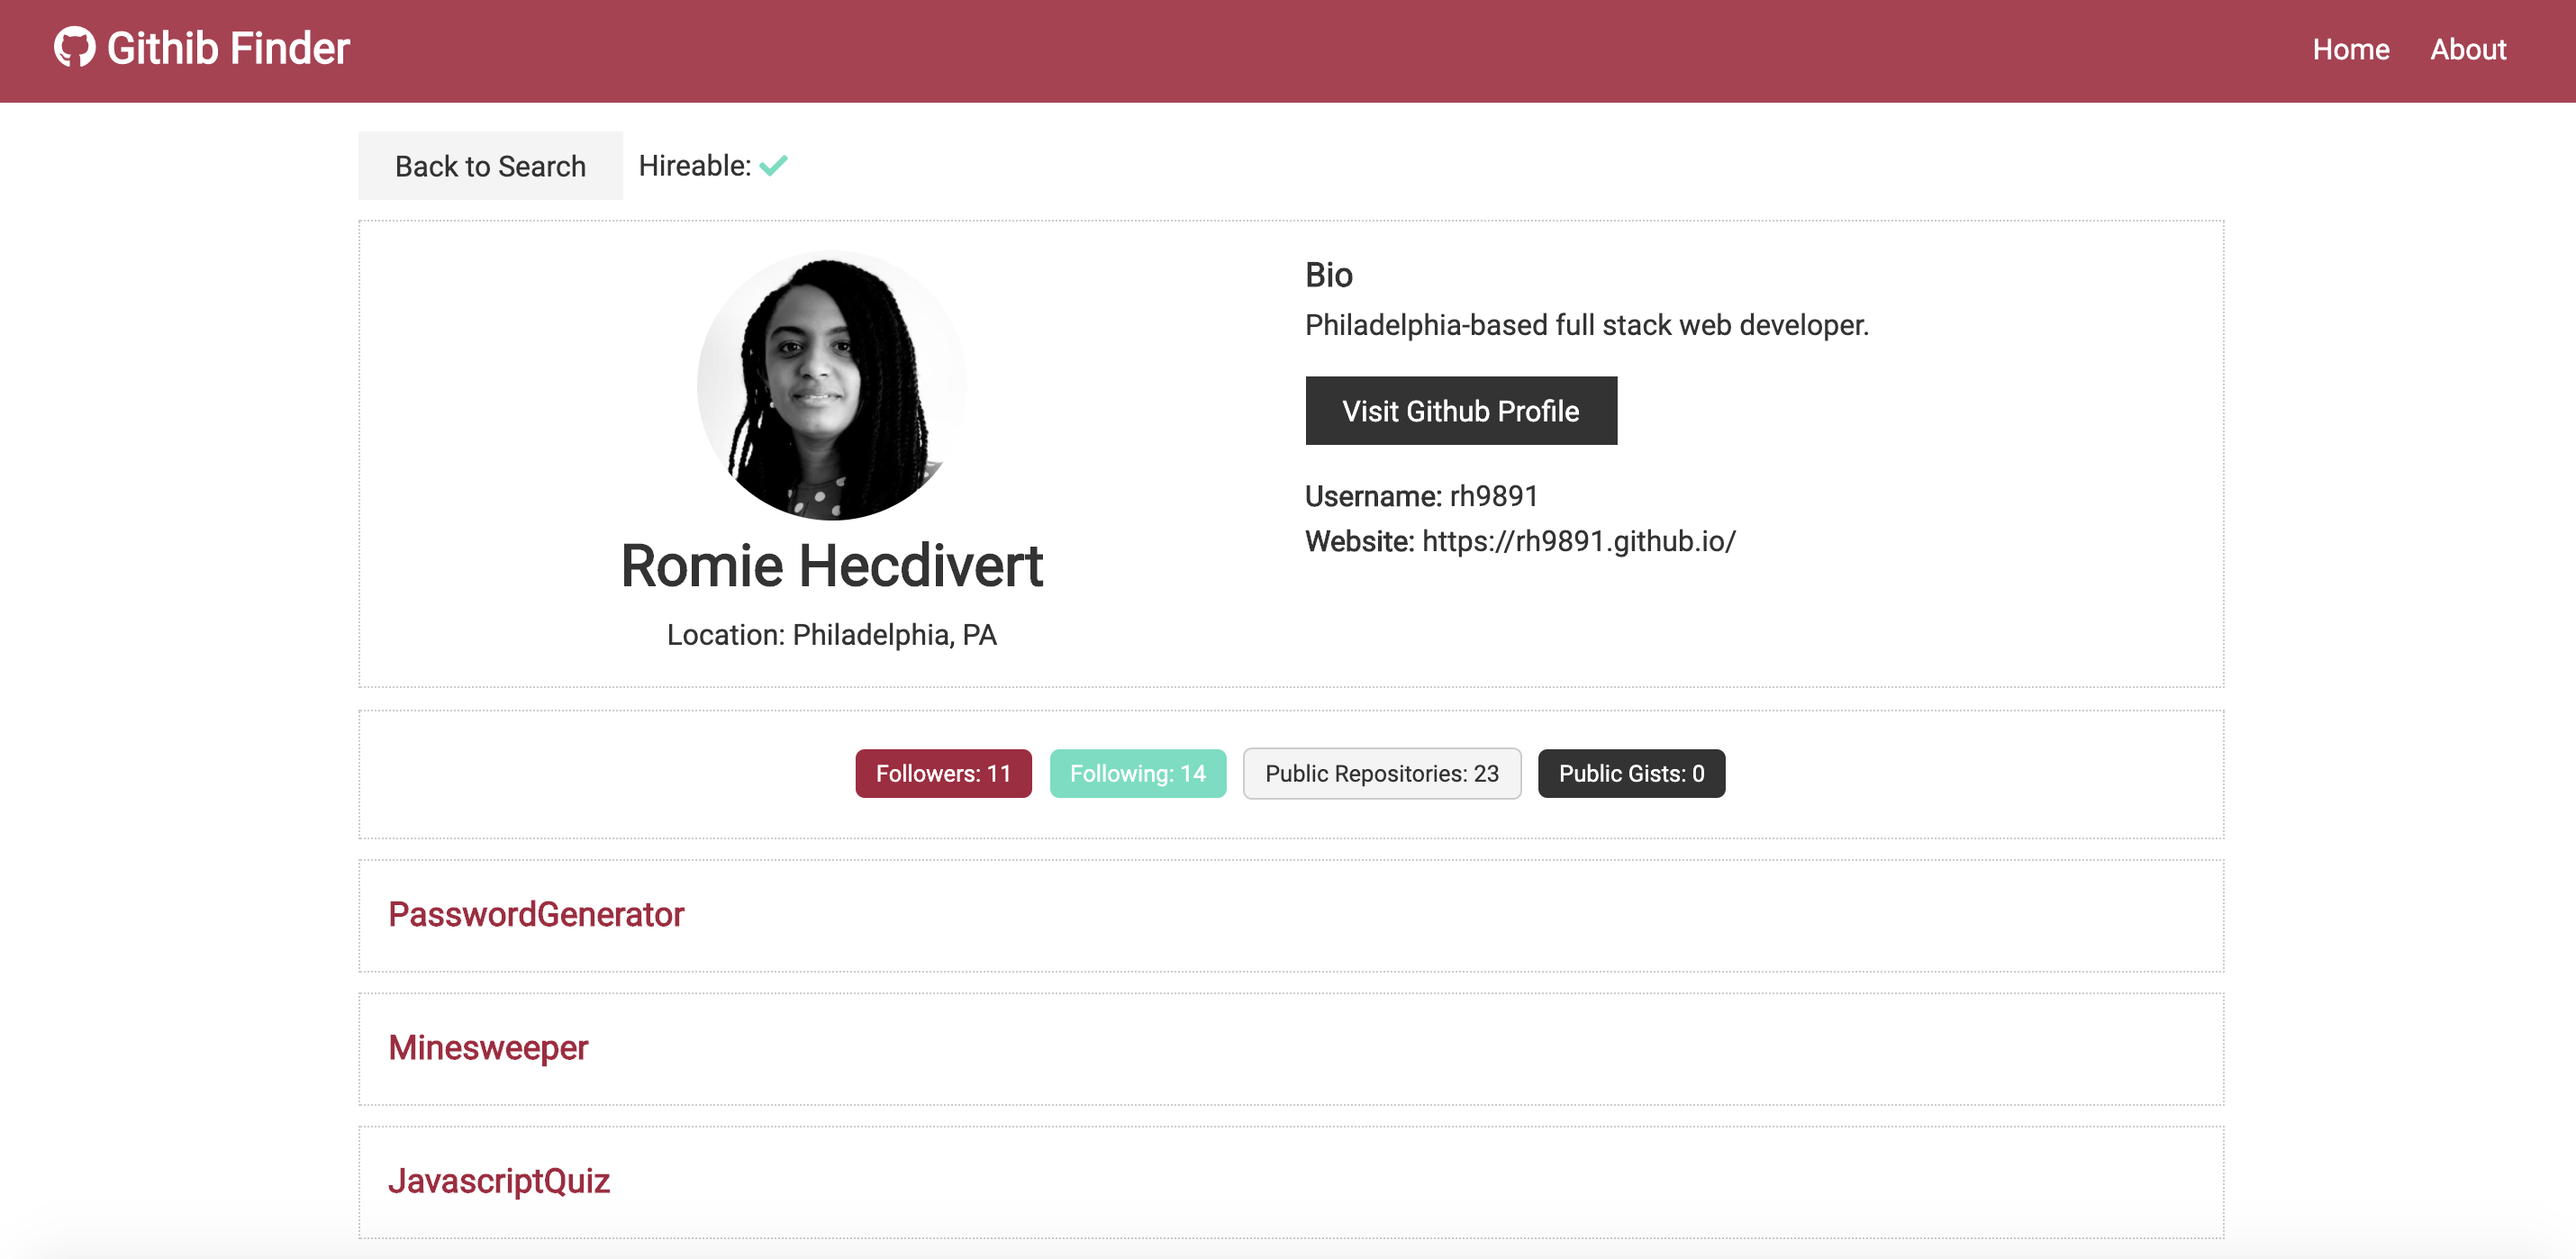 Githib Finder
Home
About
Back to Search
Hireable:
Romie Hecdivert
Location: Philadelphia, PA
Bio
Philadelphia-based full stack web developer.
Visit Github Profile
Username: rh9891
Website: https://rh9891.github.io/
Followers: 11
Following: 14
Public Repositories: 23
Public Gists: 0
PasswordGenerator
Minesweeper
JavascriptQuiz